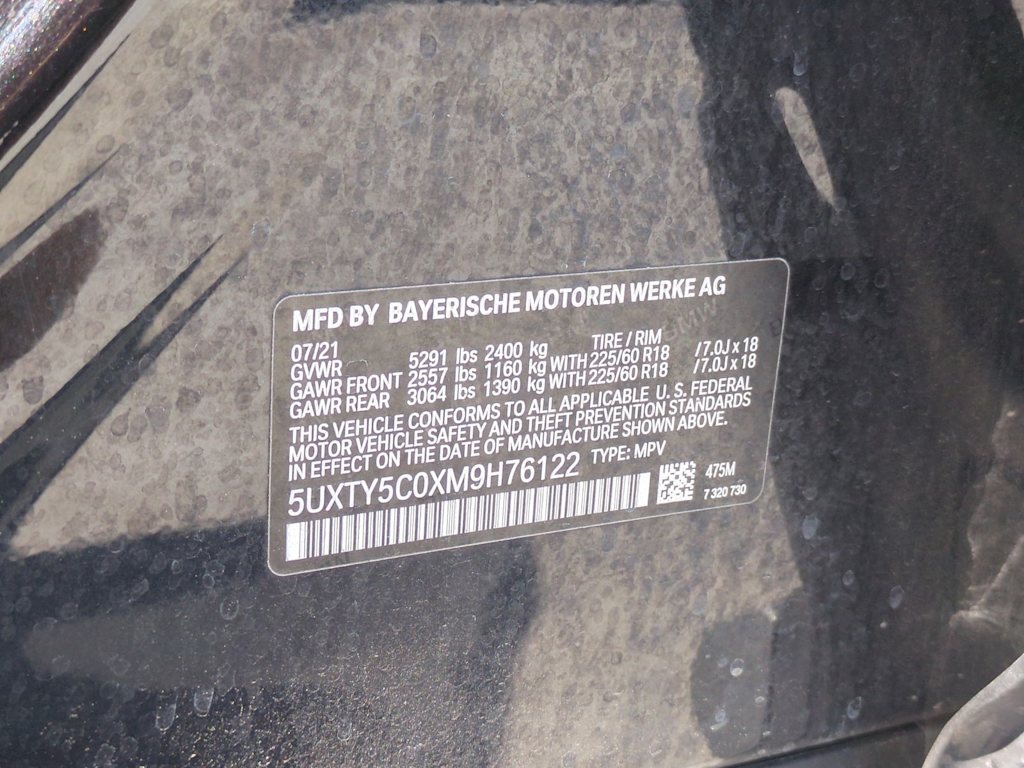 MFD BY BAYERISCHE MOTOREN WERKE AG
07/21 TIRE / RIM
GVWR 5291 lbs 2400 kg
GAWR FRONT 2557 lbs 1160 kg WITH 225/60 R18 /7.0J x 18
GAWR REAR 3064 lbs 1390 kg WITH 225/60 R18 /7.0J x 18
THIS VEHICLE CONFORMS TO ALL APPLICABLE U. S. FEDERAL
MOTOR VEHICLE SAFETY AND THEFT PREVENTION STANDARDS
IN EFFECT ON THE DATE OF MANUFACTURE SHOWN ABOVE.
5UXTY5C0XM9H76122 TYPE: MPV
475M
7 320 730